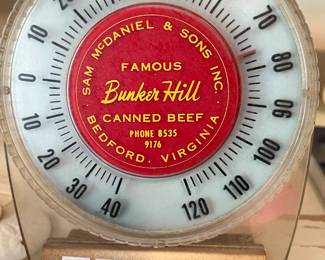 SAM McDANIEL & SONS INC.
FAMOUS
Bunker Hill
CANNED BEEF
PHONE 8535
9176
BEDFORD, VIRGINIA
10
0
10
20
30
40
70
80
90
100
110
120